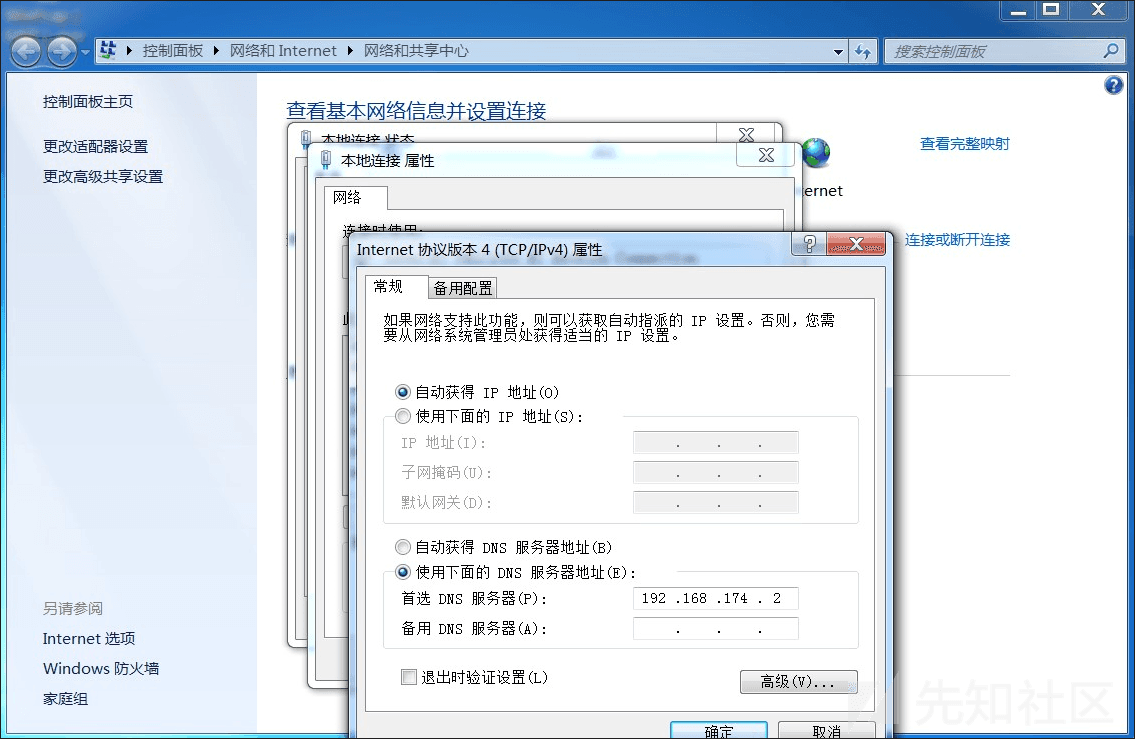 控制面板 网络和 Internet 网络和共享中心
搜索控制面板
控制面板主页
更改适配器设置
更改高级共享设置
查看基本网络信息并设置连接
查看完整映射
本地连接 状态
本地连接 属性
ernet
网络
连接时使用:
连接或断开连接
Internet 协议版本 4 (TCP/IPv4) 属性
常规 备用配置
如果网络支持此功能，则可以获取自动指派的 IP 设置。否则，您需
要从网络系统管理员处获得适当的 IP 设置。
自动获得 IP 地址(O)
使用下面的 IP 地址(S):
IP 地址(I): . . .
子网掩码(U): . . .
默认网关(D): . . .
自动获得 DNS 服务器地址(B)
使用下面的 DNS 服务器地址(E):
首选 DNS 服务器(P): 192 .168 .174 . 2
备用 DNS 服务器(A): . . .
退出时验证设置(L)
高级(V)...
确定 取消
另请参阅
Internet 选项
Windows 防火墙
家庭组
先知社区